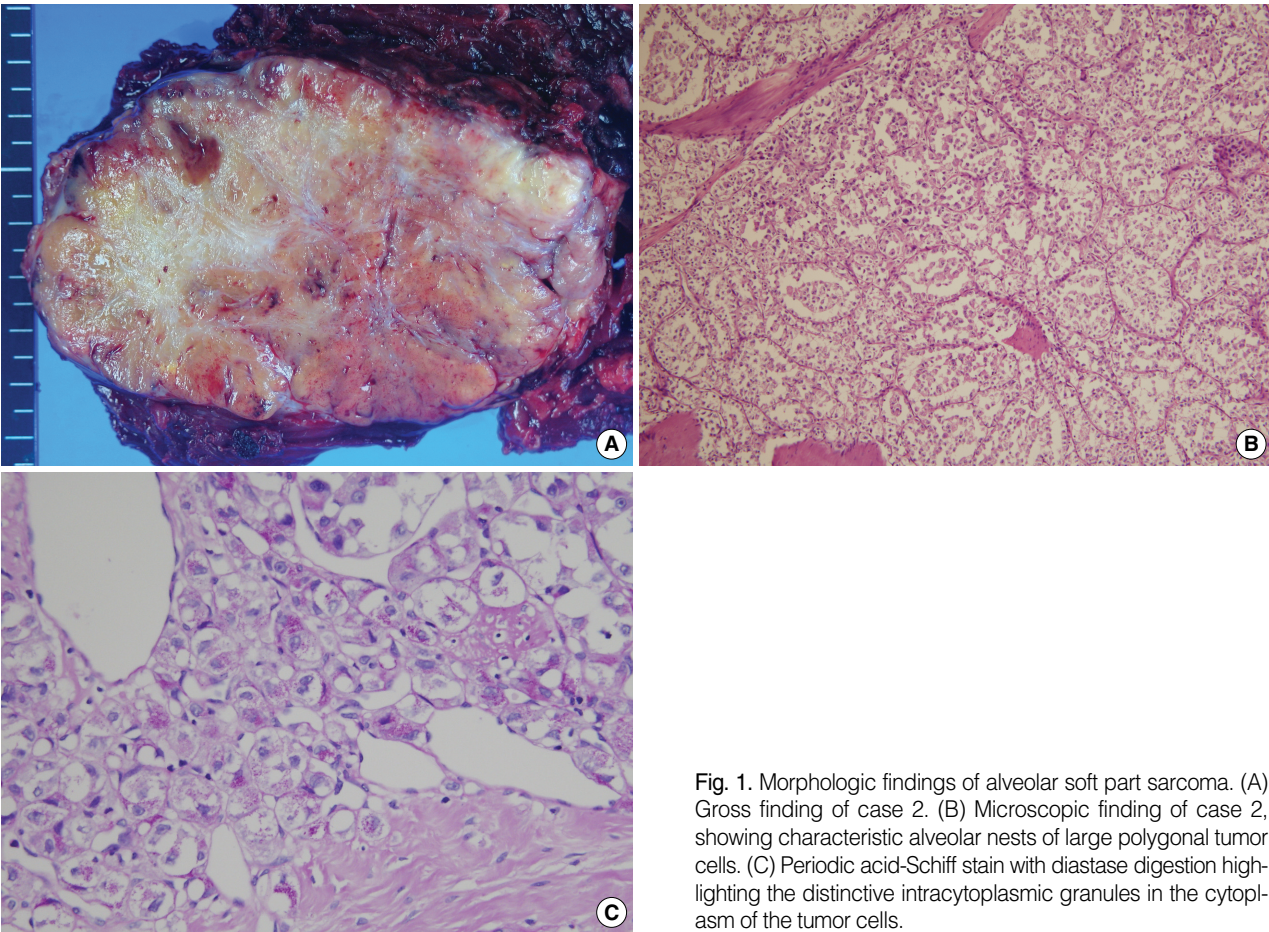 A
B
C
Fig. 1. Morphologic findings of alveolar soft part sarcoma. (A)
Gross finding of case 2. (B) Microscopic finding of case 2,
showing characteristic alveolar nests of large polygonal tumor
cells. (C) Periodic acid-Schiff stain with diastase digestion high-
lighting the distinctive intracytoplasmic granules in the cytopl-
asm of the tumor cells.